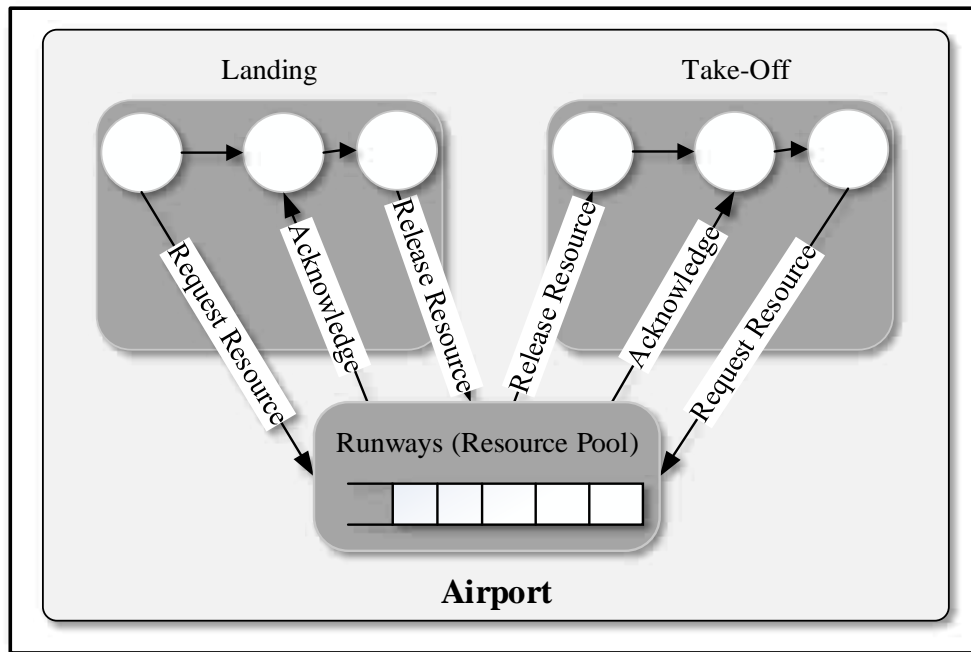 Landing
Take-Off
Request Resource
Acknowledge
Release Resource
Release Resource
Acknowledge
Request Resource
Runways (Resource Pool)
Airport